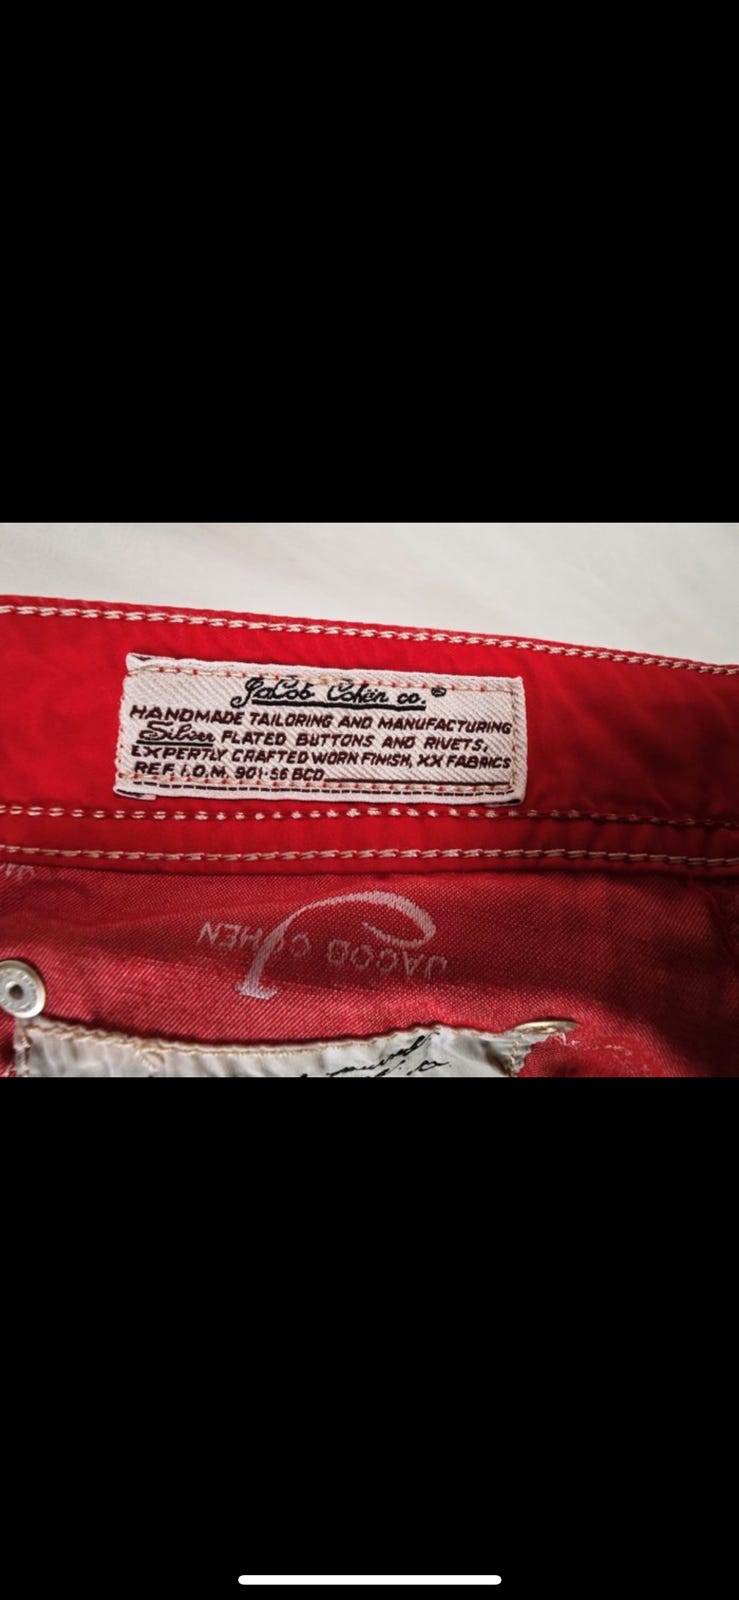 Jacob Cohën co.®
HANDMADE TAILORING AND MANUFACTURING
Silver PLATED BUTTONS AND RIVETS,
EXPERTLY CRAFTED WORN FINISH, XX FABRICS
REF. I.O.M. 901-56 BCD
JACOB COHEN